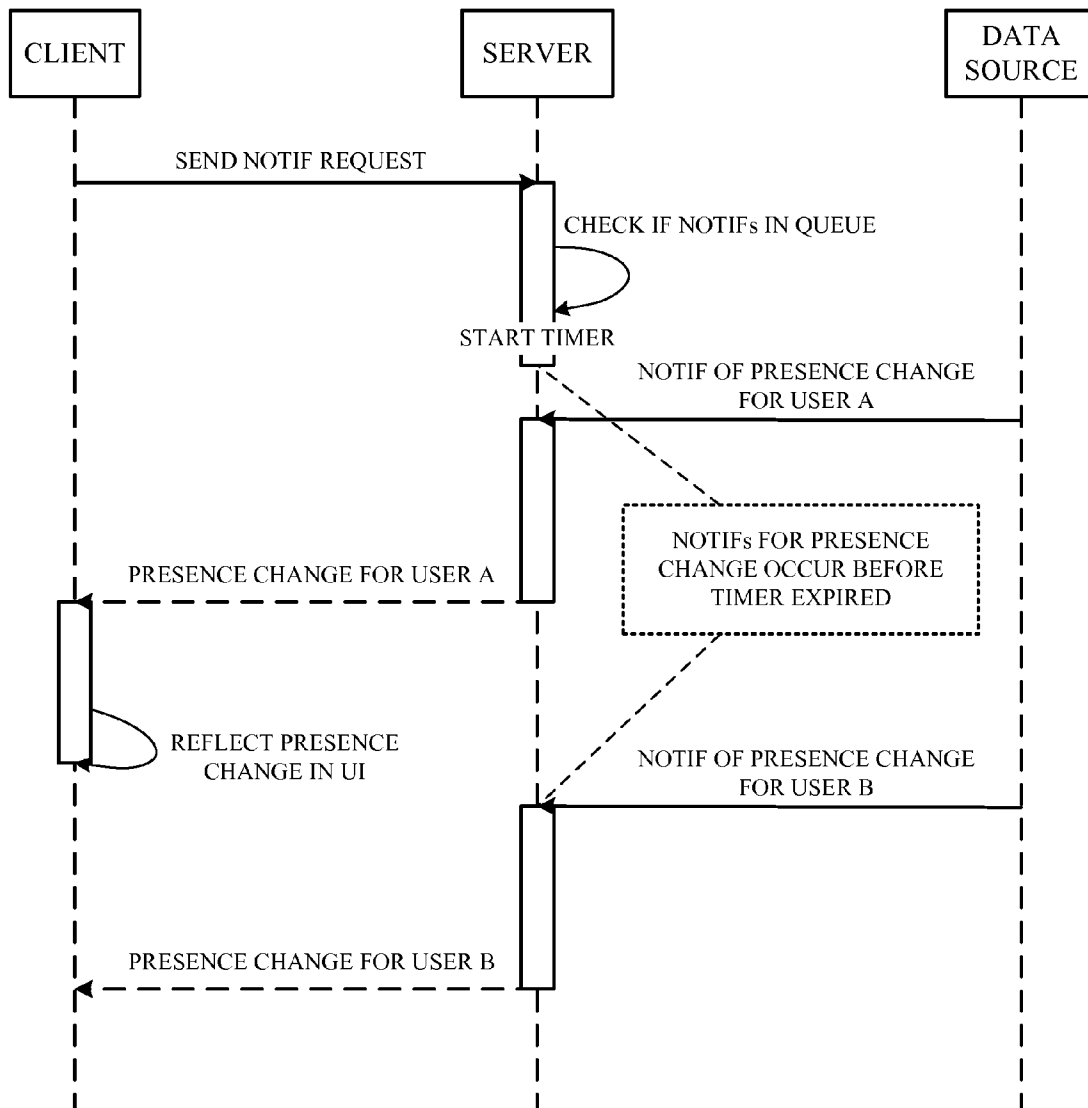 CLIENT
SERVER
DATA
SOURCE
SEND NOTIF REQUEST
CHECK IF NOTIFs IN QUEUE
START TIMER
NOTIF OF PRESENCE CHANGE
FOR USER A
NOTIFs FOR PRESENCE
CHANGE OCCUR BEFORE
TIMER EXPIRED
PRESENCE CHANGE FOR USER A
REFLECT PRESENCE
CHANGE IN UI
NOTIF OF PRESENCE CHANGE
FOR USER B
PRESENCE CHANGE FOR USER B